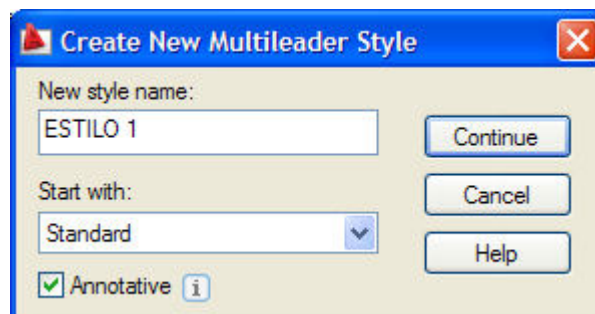 Create New Multileader Style
New style name:
ESTILO 1
Continue
Start with:
Cancel
Standard
Help
Annotative